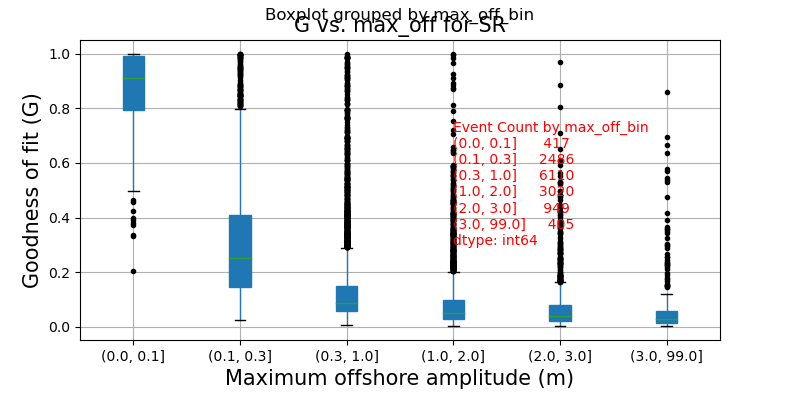 Boxplot grouped by max_off_bin
G vs. max_off for SR
Goodness of fit (G)
1.0
0.8
0.6
0.4
0.2
0.0
Event Count by max_off_bin
(0.0, 0.1] 417
(0.1, 0.3] 2486
(0.3, 1.0]
(1.0, 2.0]
(2.0, 3.0] 949
(3.0, 99.0]
dtype: int64
(0.0, 0.1] (0.1, 0.3] (0.3, 1.0] (1.0, 2.0] (2.0, 3.0] (3.0, 99.0]
Maximum offshore amplitude (m)